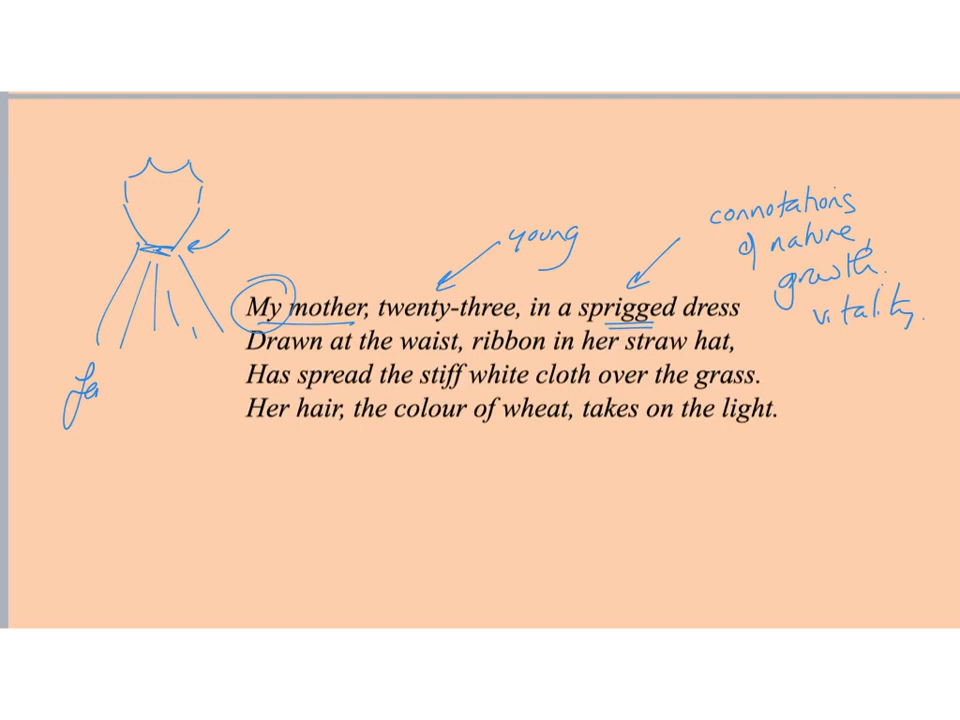 connotations
of nature,
growth.
vitality.
young
My mother, twenty-three, in a sprigged dress
Drawn at the waist, ribbon in her straw hat,
Has spread the stiff white cloth over the grass.
Her hair, the colour of wheat, takes on the light.